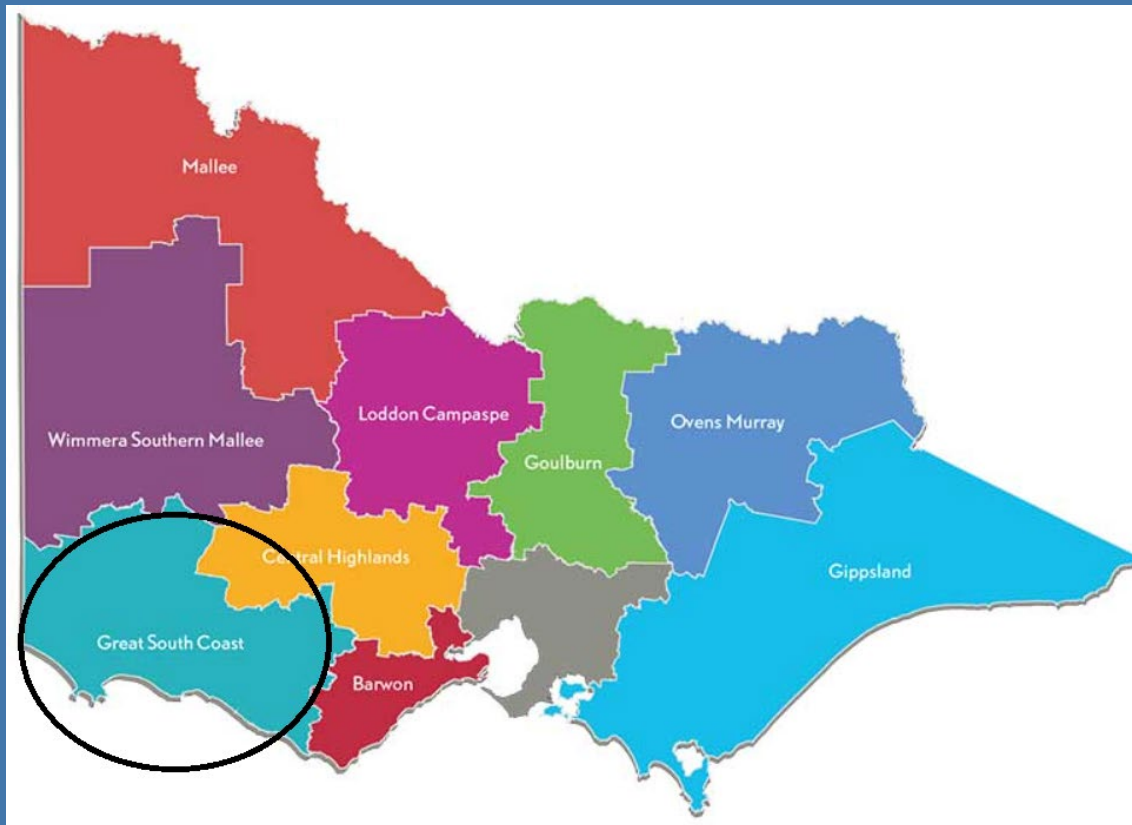 Mallee
Loddon Campaspe
Ovens Murray
Wimmera Southern Mallee
Goulburn
Central Highlands
Gippsland
Great South Coast
Barwon